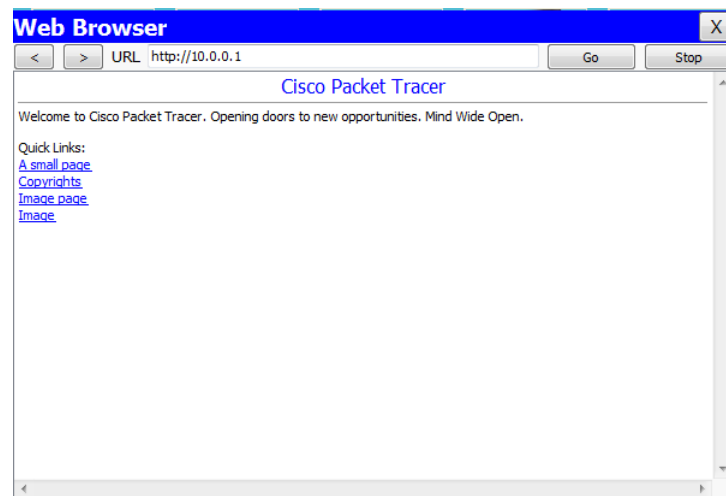 Web Browser X
< > URL http://10.0.0.1 Go Stop
Cisco Packet Tracer
Welcome to Cisco Packet Tracer. Opening doors to new opportunities. Mind Wide Open.
Quick Links:
A small page
Copyrights
Image page
Image